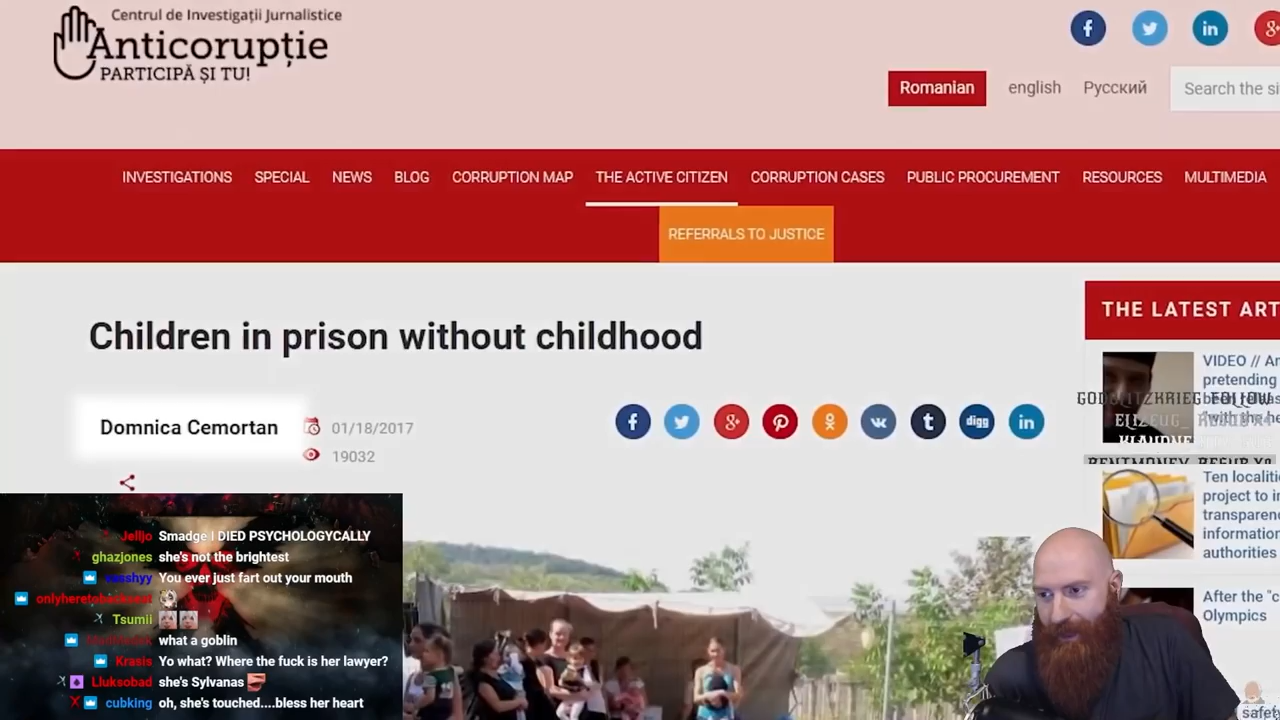 Centrul de Investigații Jurnalistice
Anticorupție
PARTICIPĂ ȘI TU!
Romanian english Русский Search the si
INVESTIGATIONS SPECIAL NEWS BLOG CORRUPTION MAP THE ACTIVE CITIZEN CORRUPTION CASES PUBLIC PROCUREMENT RESOURCES MULTIMEDIA
REFERRALS TO JUSTICE
Children in prison without childhood
Domnica Cemortan
01/18/2017
19032
digg
THE LATEST ART
VIDEO // An
pretending
Ten localitie
project to in
transparenc
information
authorities
After the "c
Olympics
Jelljo Smadge I DIED PSYCHOLOGYCALLY
ghazjones she's not the brightest
You ever just fart out your mouth
Tsumii
what a goblin
Krasis Yo what? Where the fuck is her lawyer?
Lluksobad she's Sylvanas
cubking oh, she's touched....bless her heart
safety